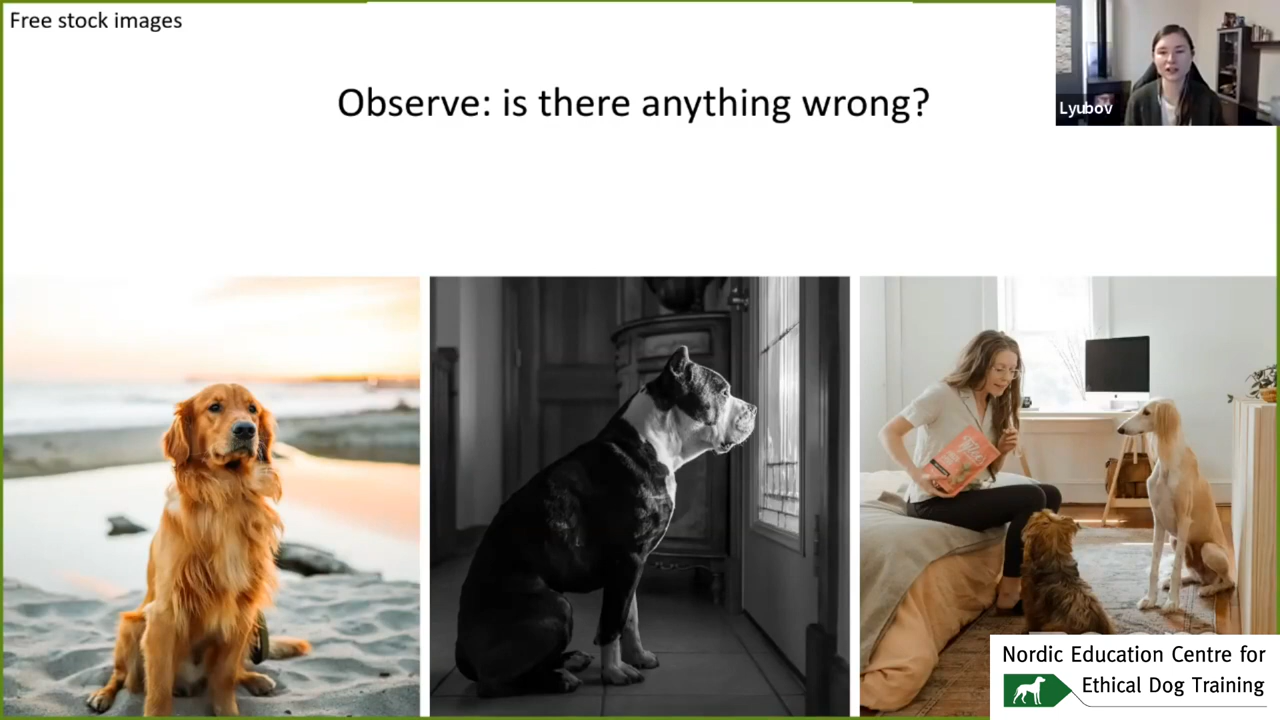 Free stock images
Observe: is there anything wrong?
Lyubov
Nordic Education Centre for
Ethical Dog Training